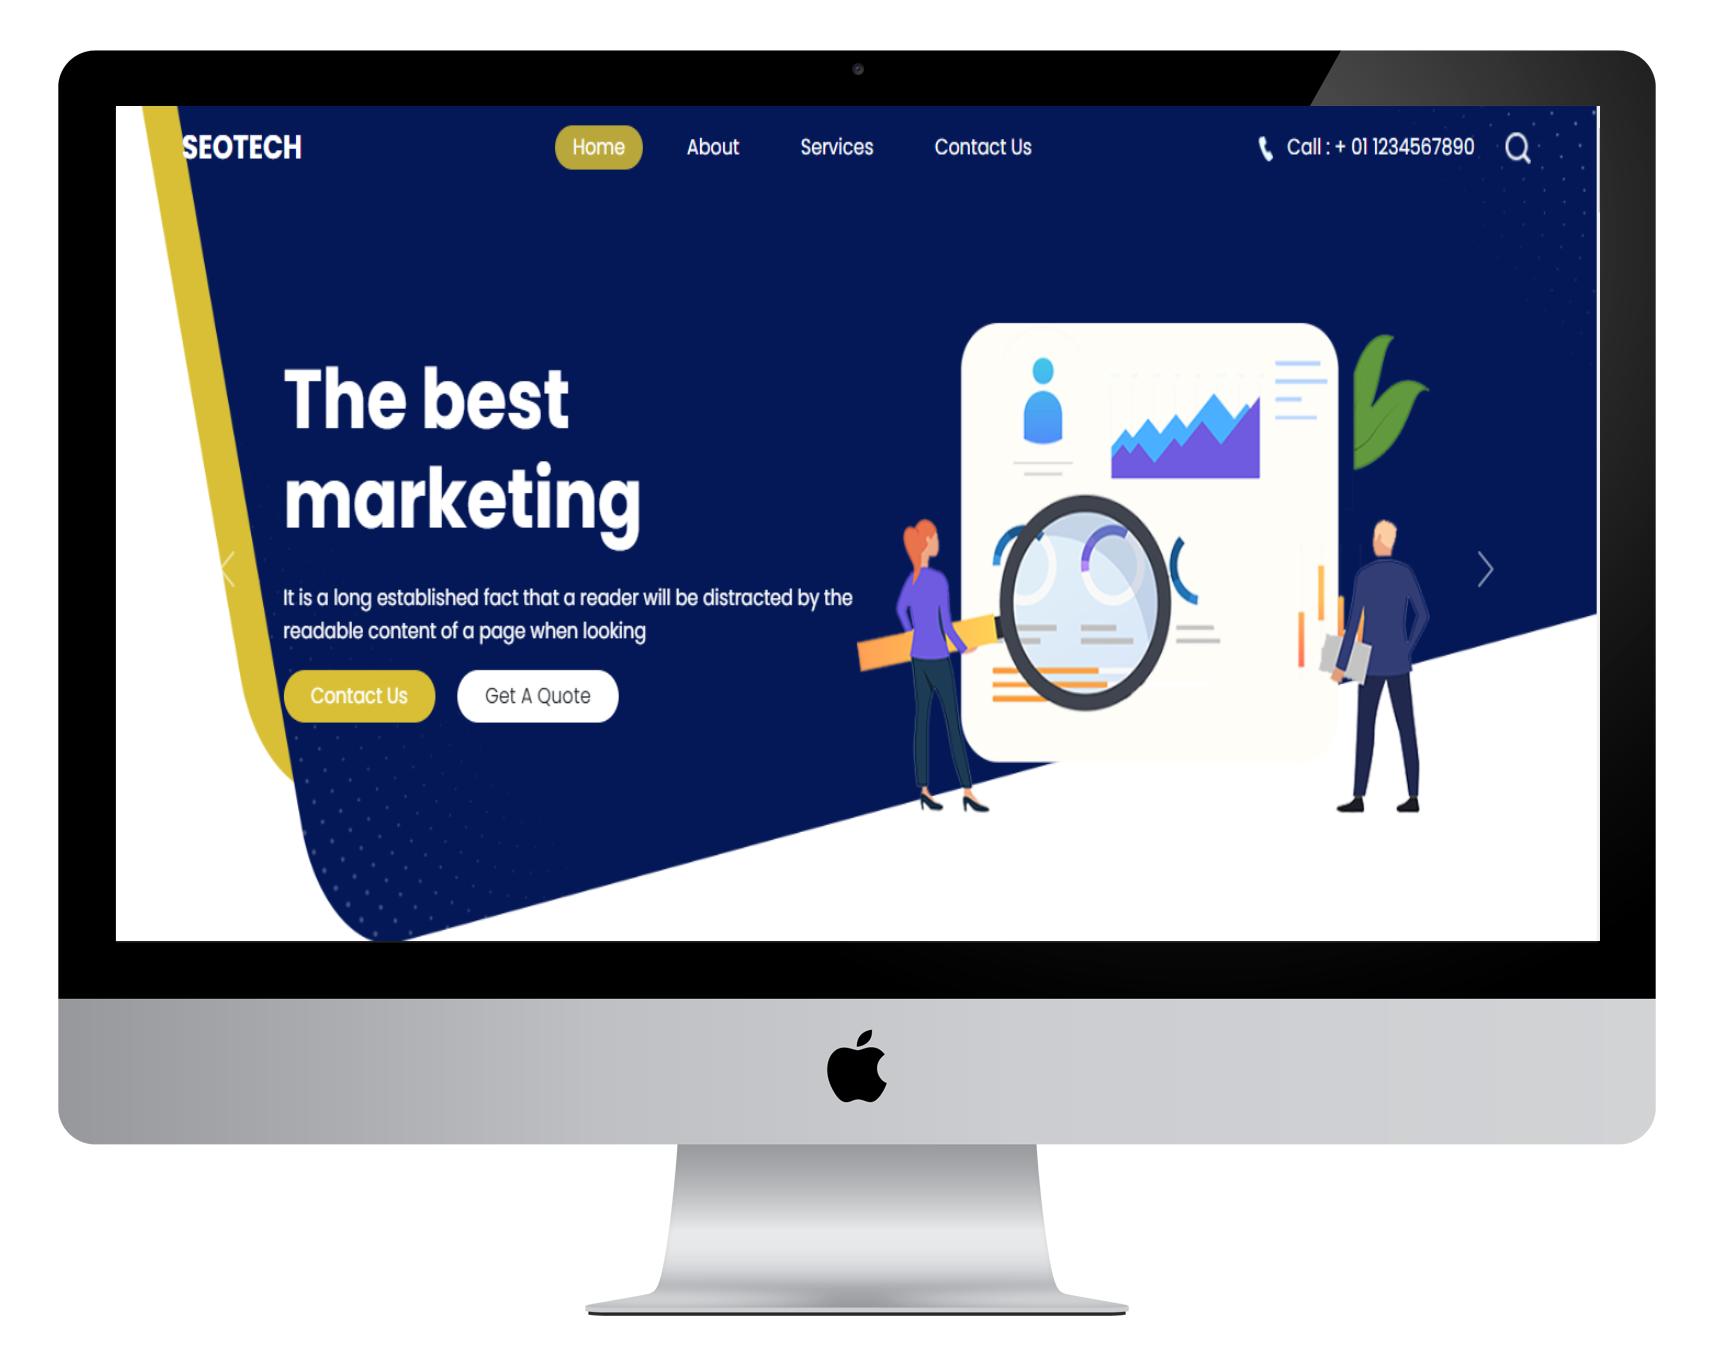 SEOTECH
Home
About
Services
Contact Us
Call : + 01 1234567890
The best
marketing
It is a long established fact that a reader will be distracted by the
readable content of a page when looking
Contact Us
Get A Quote